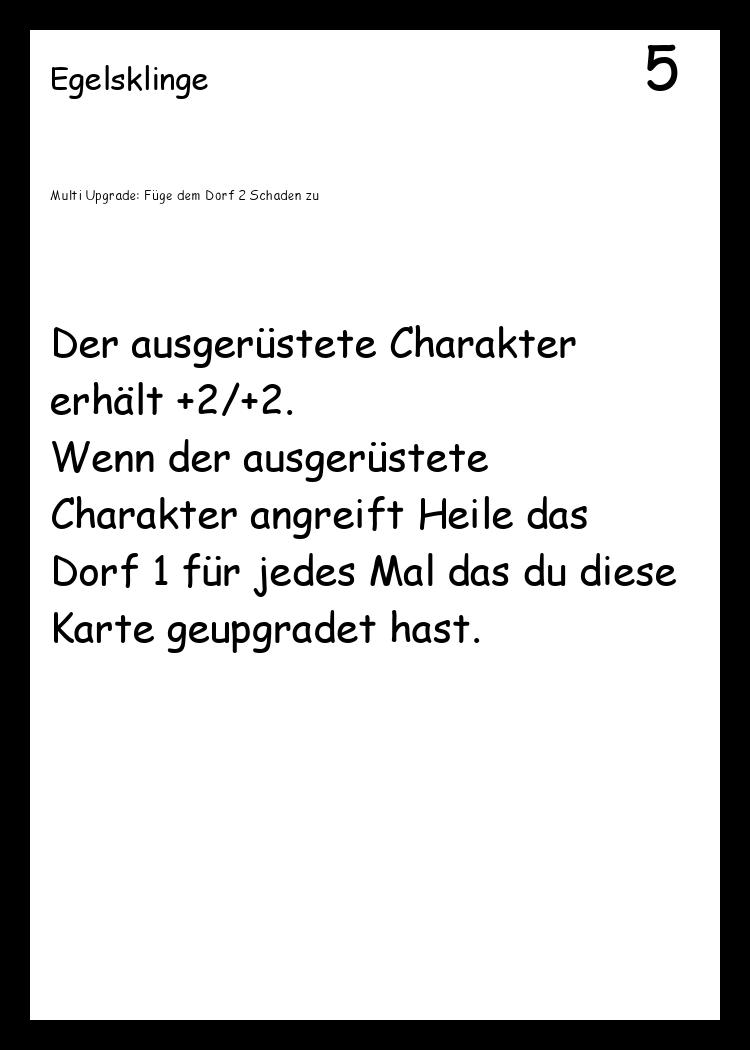 Egelsklinge
5
Multi Upgrade: Füge dem Dorf 2 Schaden zu
Der ausgerüstete Charakter
erhält +2/+2.
Wenn der ausgerüstete
Charakter angreift Heile das
Dorf 1 für jedes Mal das du diese
Karte geupgradet hast.